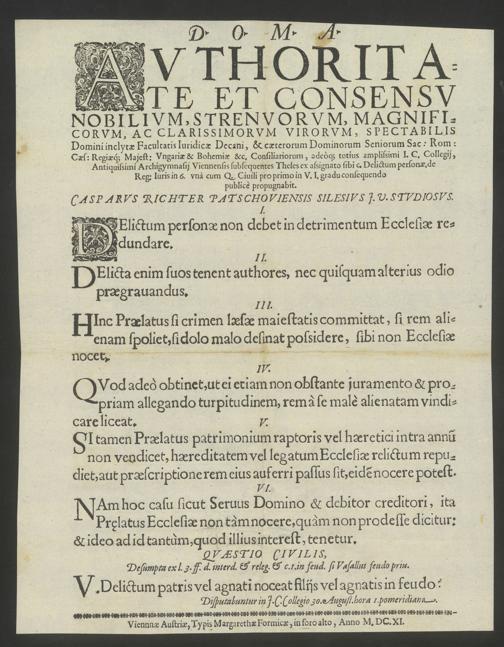 D· O· M· A·
AVTHORITA=
TE ET CONSENSV
NOBILIVM, STRENVORVM, MAGNIFI=
CORVM, AC CLARISSIMORVM VIRORVM, SPECTABILIS
Domini inclytæ Facultatis Iuridicæ Decani, & cæterorum Dominorum Seniorum Sac: Rom:
Cæſ: Regiæq́; Majeſt: Vngariæ & Bohemiæ &c, Conſiliariorum, adeòq; totius ampliſſimi I. C. Collegij,
Antiquiſſimi Archigymnaſij Viennenſis ſubſequentes Theſes ex aſignato ſibi c. Delictum perſonæ, de
Reg: Iuris in 6. vnà cum Q. Ciuili pro primo in V. I, gradu conſequendo
publicè propugnabit.
CASPARVS RICHTER PATSCHOVIENSIS SILESIVS J. V. STVDIOSVS.
I.
DElictum perſonæ non debet in detrimentum Eccleſiæ re=
dundare.
II.
DElicta enim ſuos tenent authores, nec quiſquam alterius odio
prægrauandus.
III.
HInc Prælatus ſi crimen læſæ maieſtatis committat, ſi rem ali=
enam ſpoliet, ſi dolo malo deſinat poſſidere, ſibi non Eccleſiæ
nocet.
IV.
QVod adeò obtinet, ut ei etiam non obſtante juramento & pro=
priam allegando turpitudinem, rem à ſe malè alienatam vindi=
care liceat.
V.
SI tamen Prælatus patrimonium raptoris vel hæretici intra annũ
non vendicet, hæreditatem vel legatum Eccleſiæ relictum repu=
diet, aut præſcriptione rem eius auferri paſſus ſit, eidẽ nocere poteſt.
VI.
NAm hoc caſu ſicut Seruus Domino & debitor creditori, ita
Pręlatus Eccleſiæ non tàm nocere, quàm non prodeſſe dicitur:
& ideo ad id tantùm, quod illius intereſt, tenetur.
QVÆSTIO CIVILIS,
Deſumpta ex l. 3. ff. d. interd. & releg. & c. 1. in feud. ſi Vaſallus feudo priu.
V. Delictum patris vel agnati noceat filijs vel agnatis in feudo?
Diſputabuntur in J. C. Collegio 30. Auguſt. hora 1. pomeridiana.
Viennæ Auſtriæ, Typis Margarethæ Formicæ, in foro alto, Anno M. DC. XI.